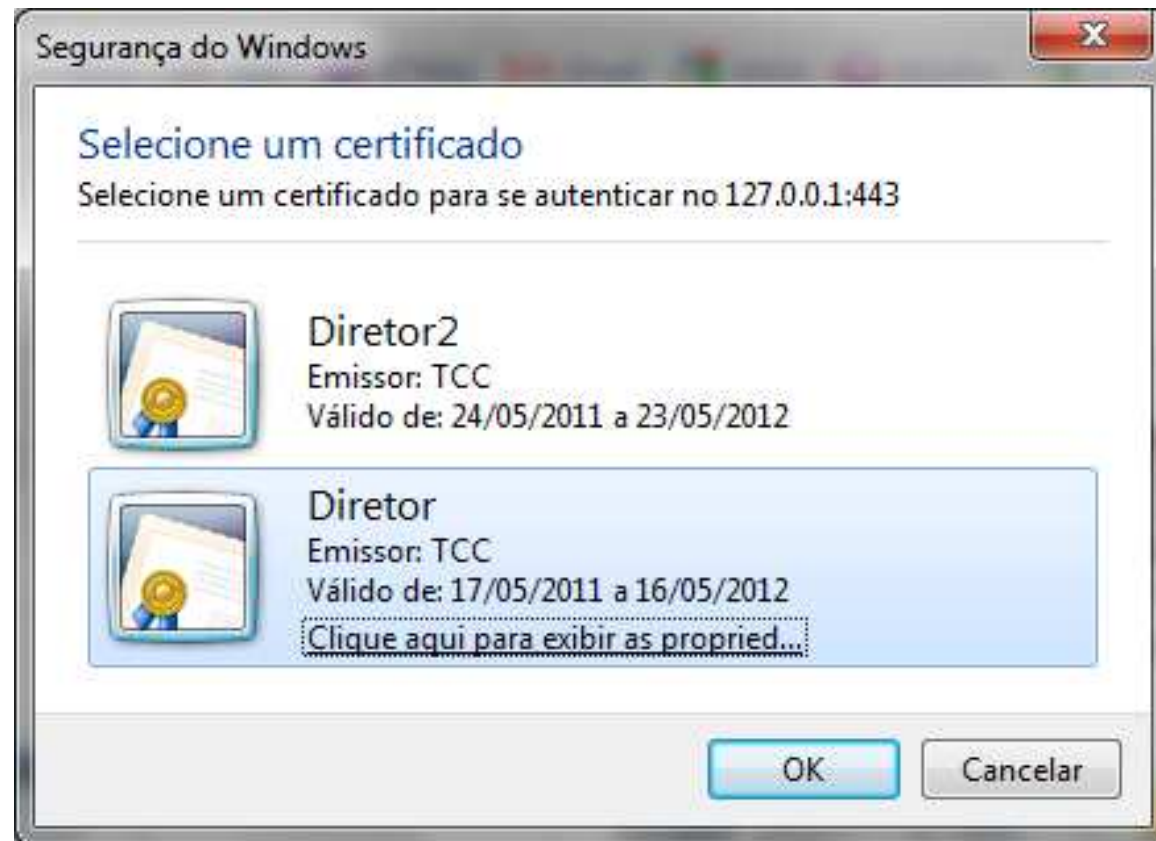 Segurança do Windows
Selecione um certificado
Selecione um certificado para se autenticar no 127.0.0.1:443
Diretor2
Emissor: TCC
Válido de: 24/05/2011 a 23/05/2012
Diretor
Emissor: TCC
Válido de: 17/05/2011 a 16/05/2012
Clique aqui para exibir as propried...
OK
Cancelar